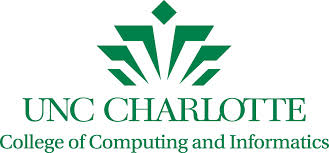 UNC CHARLOTTE
College of Computing and Informatics